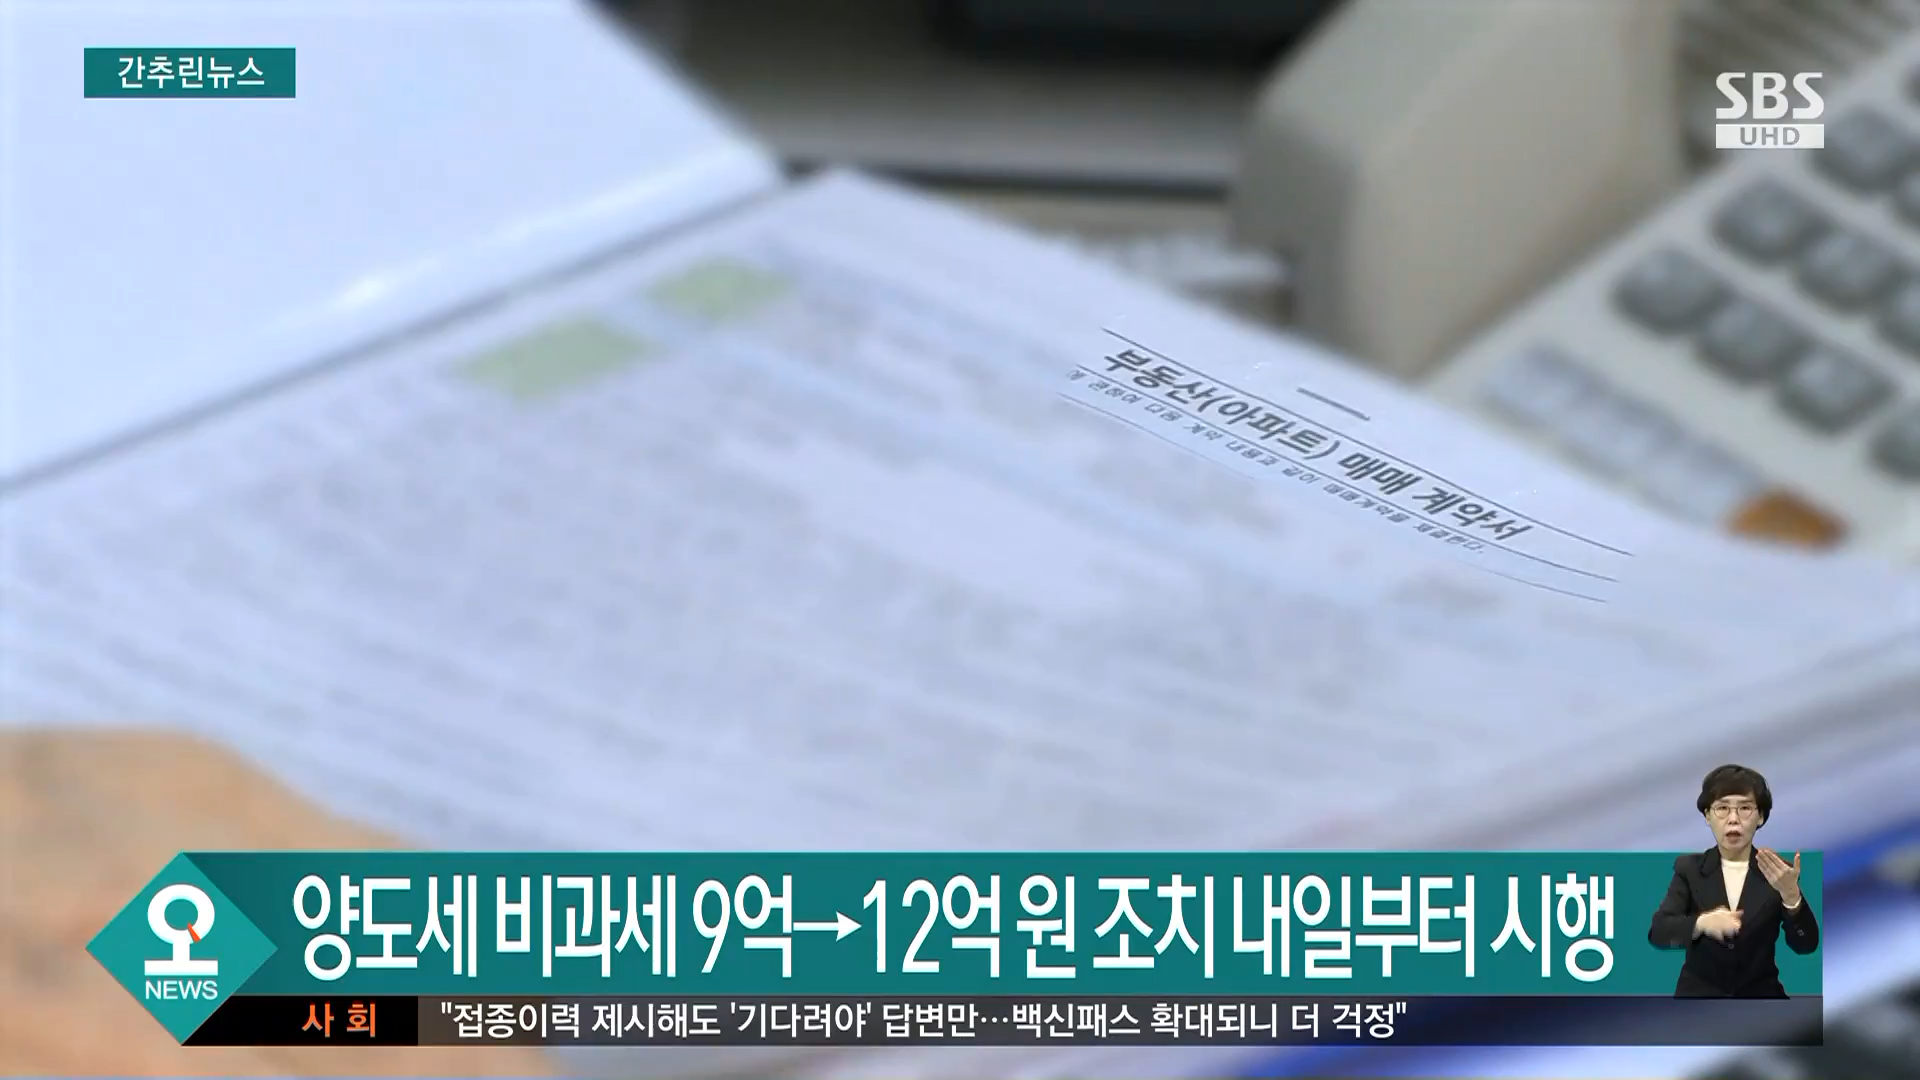 간추린뉴스
SBS
UHD
부동산(아파트) 매매 계약서
양도세 비과세 9억→12억 원 조치 내일부터 시행
오
NEWS
사회
"접종이력 제시해도 '기다려야' 답변만…백신패스 확대되니 더 걱정"